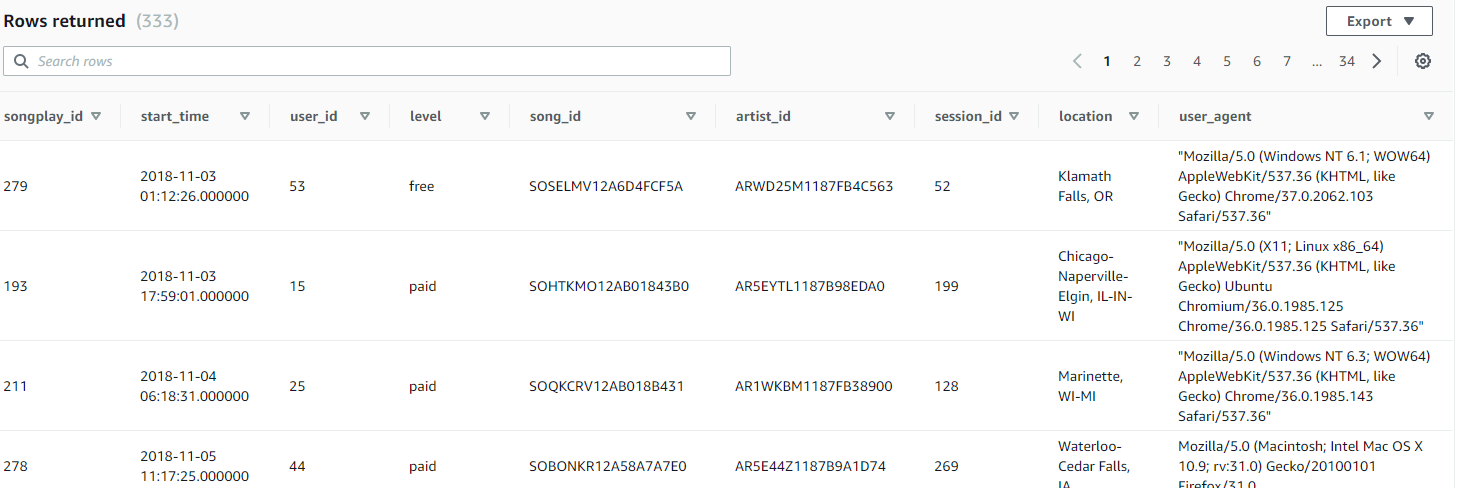 Rows returned (333)
Export
Search rows
1 2 3 4 5 6 7 ... 34
songplay_id start_time user_id level song_id artist_id session_id location user_agent
279
2018-11-03
01:12:26.000000
53
free
SOSELMV12A6D4FCF5A
ARWD25M1187FB4C563
52
Klamath
Falls, OR
"Mozilla/5.0 (Windows NT 6.1; WOW64)
AppleWebKit/537.36 (KHTML, like
Gecko) Chrome/37.0.2062.103
Safari/537.36"
193
2018-11-03
17:59:01.000000
15
paid
SOHTKMO12AB01843B0
AR5EYTL1187B98EDA0
199
Chicago-
Naperville-
Elgin, IL-IN-
WI
"Mozilla/5.0 (X11; Linux x86_64)
AppleWebKit/537.36 (KHTML, like
Gecko) Ubuntu
Chromium/36.0.1985.125
Chrome/36.0.1985.125 Safari/537.36"
211
2018-11-04
06:18:31.000000
25
paid
SOQKCRV12AB018B431
AR1WKBM1187FB38900
128
Marinette,
WI-MI
"Mozilla/5.0 (Windows NT 6.3; WOW64)
AppleWebKit/537.36 (KHTML, like
Gecko) Chrome/36.0.1985.143
Safari/537.36"
278
2018-11-05
11:17:25.000000
44
paid
SOBONKR12A58A7A7E0
AR5E44Z1187B9A1D74
269
Waterloo-
Cedar Falls,
IA
Mozilla/5.0 (Macintosh; Intel Mac OS X
10.9; rv:31.0) Gecko/20100101
Firefox/31.0